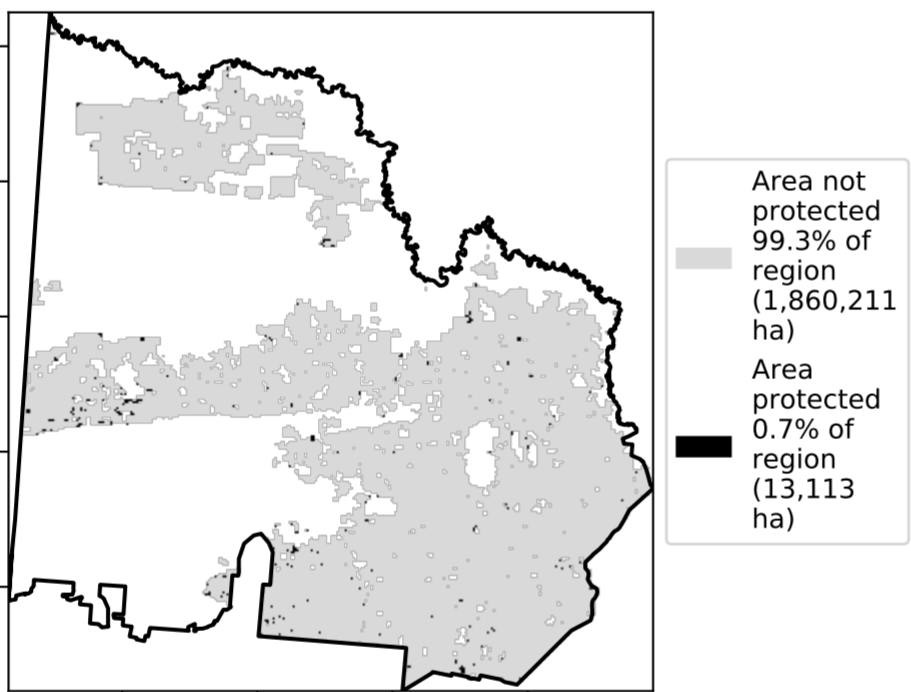 Area not
protected
99.3% of
region
(1,860,211
ha)
Area
protected
0.7% of
region
(13,113
ha)